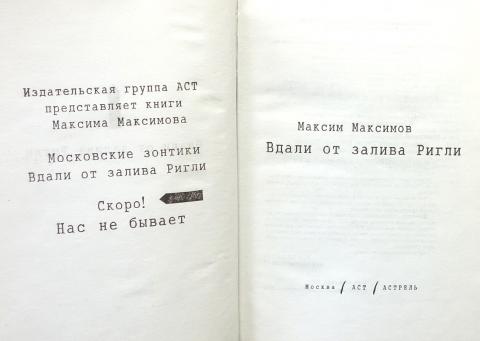 Издательская группа АСТ
представляет книги
Максима Максимова
Московские зонтики
Вдали от залива Ригли
Скоро!
Нас не бывает
Максим Максимов
Вдали от залива Ригли
Москва / АСТ / АСТРЕЛЬ